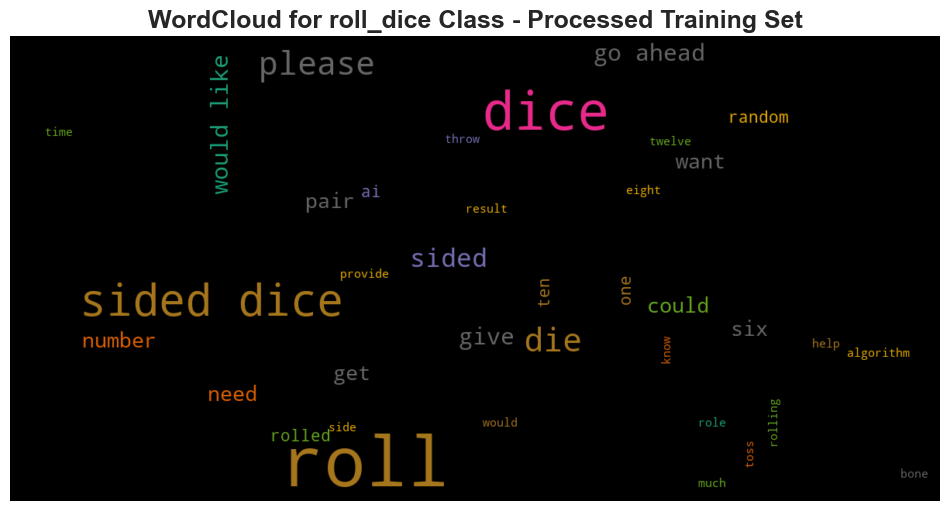 WordCloud for roll_dice Class - Processed Training Set
please
go ahead
would like
dice
random
time
throw
twelve
want
pair
ai
eight
result
sided
provide
sided dice
ten
one
could
number
give
die
six
know
help
algorithm
get
need
rolled
side
would
role
rolling
roll
toss
much
bone